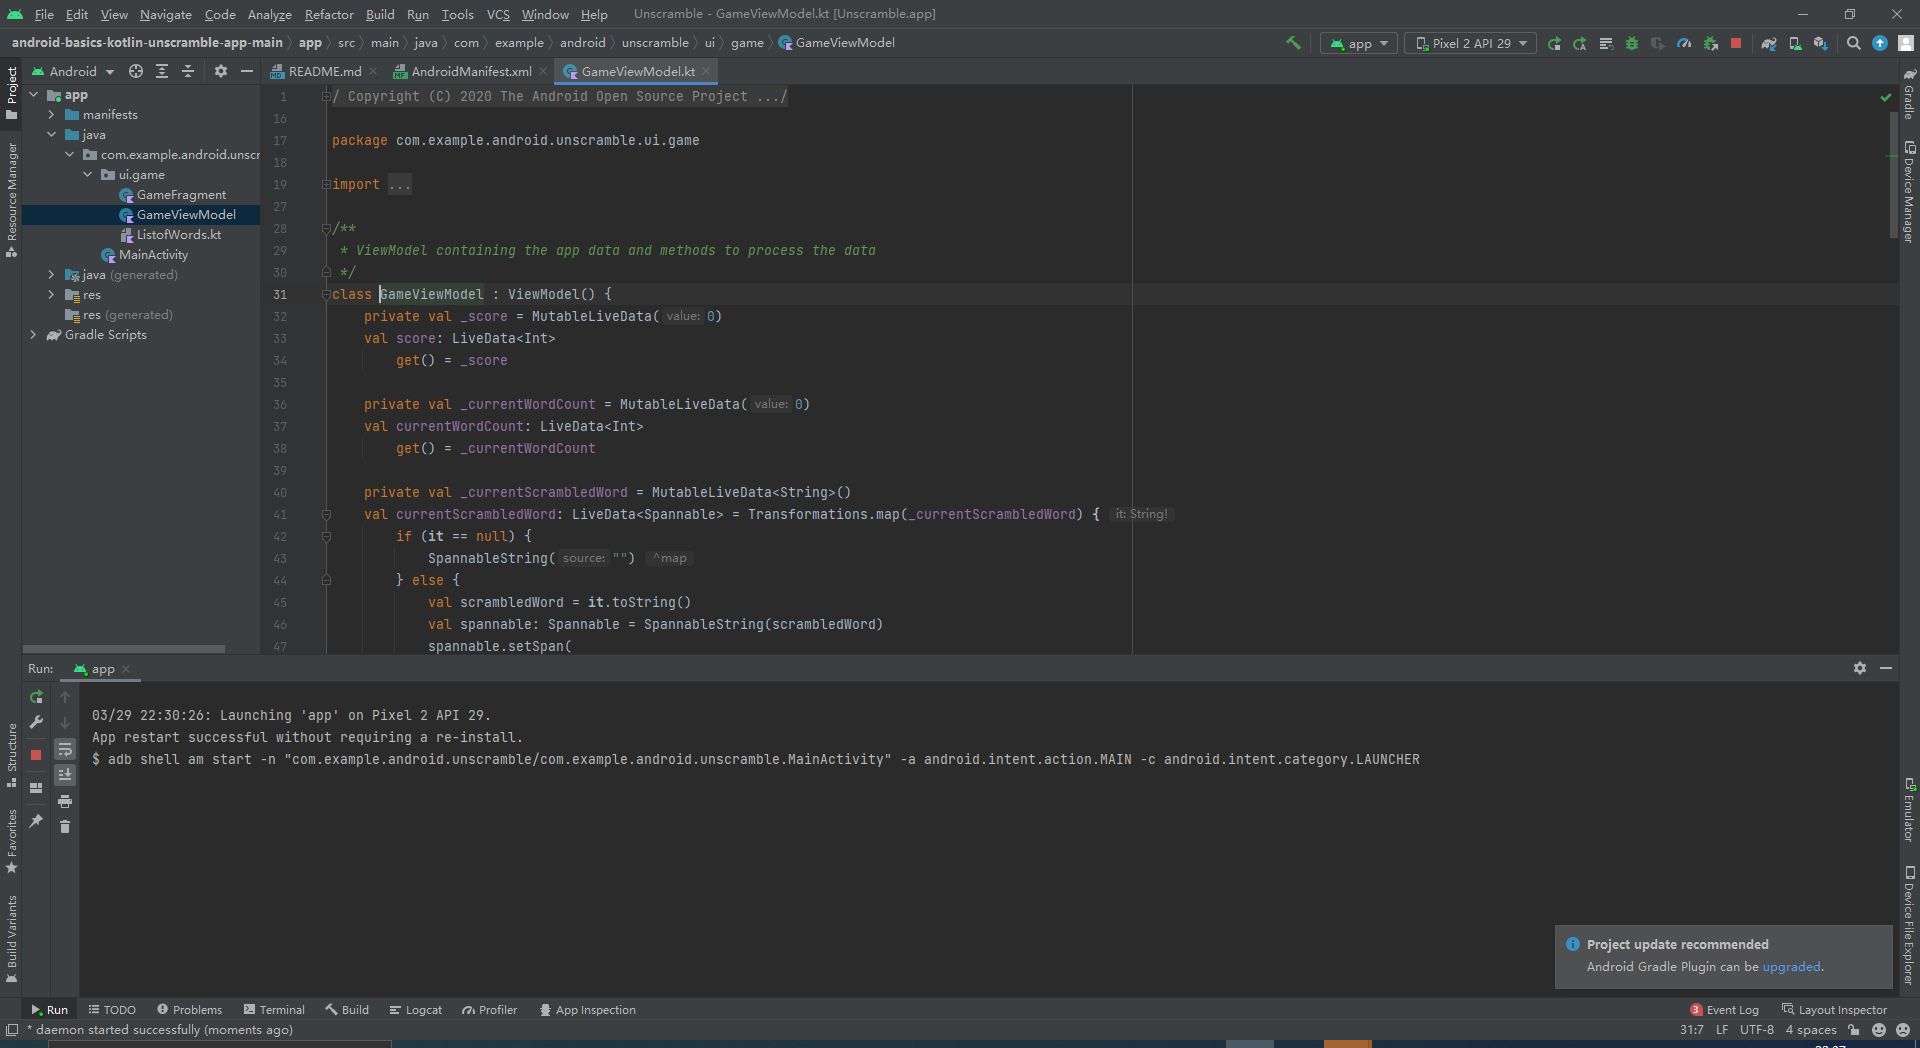 File Edit View Navigate Code Analyze Refactor Build Run Tools VCS Window Help Unscramble - GameViewModel.kt [Unscramble.app]
android-basics-kotlin-unscramble-app-main app src main java com example android unscramble ui game GameViewModel app Pixel 2 API 29
Project
Resource Manager
Structure
Favorites
Build Variants
Android
app
manifests
java
com.example.android.unscr
ui.game
GameFragment
GameViewModel
ListofWords.kt
MainActivity
java (generated)
res
res (generated)
Gradle Scripts
README.md AndroidManifest.xml GameViewModel.kt
1 / Copyright (C) 2020 The Android Open Source Project .../
16
17 package com.example.android.unscramble.ui.game
18
19 import ...
27
28 /**
29 * ViewModel containing the app data and methods to process the data
30 */
31 class GameViewModel : ViewModel() {
32 private val _score = MutableLiveData( value: 0)
33 val score: LiveData<Int>
34 get() = _score
35
36 private val _currentWordCount = MutableLiveData( value: 0)
37 val currentWordCount: LiveData<Int>
38 get() = _currentWordCount
39
40 private val _currentScrambledWord = MutableLiveData<String>()
41 val currentScrambledWord: LiveData<Spannable> = Transformations.map(_currentScrambledWord) { it: String!
42 if (it == null) {
43 SpannableString( source: "") ^map
44 } else {
45 val scrambledWord = it.toString()
46 val spannable: Spannable = SpannableString(scrambledWord)
47 spannable.setSpan(
Gradle
Device Manager
Emulator
Device File Explorer
Run: app
03/29 22:30:26: Launching 'app' on Pixel 2 API 29.
App restart successful without requiring a re-install.
$ adb shell am start -n "com.example.android.unscramble/com.example.android.unscramble.MainActivity" -a android.intent.action.MAIN -c android.intent.category.LAUNCHER
Project update recommended
Android Gradle Plugin can be upgraded.
Run TODO Problems Terminal Build Logcat Profiler App Inspection 3 Event Log Layout Inspector
* daemon started successfully (moments ago) 31:7 LF UTF-8 4 spaces